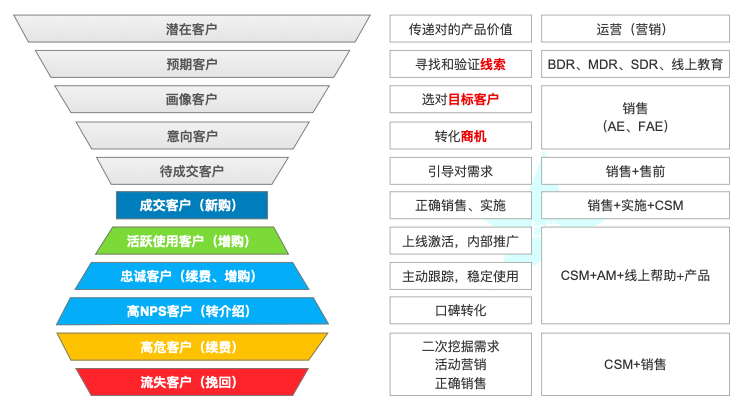 潜在客户
传递对的产品价值
运营（营销）
预期客户
寻找和验证线索
BDR、MDR、SDR、线上教育
画像客户
选对目标客户
销售
（AE、FAE）
意向客户
转化商机
待成交客户
引导对需求
销售+售前
成交客户（新购）
正确销售、实施
销售+实施+CSM
活跃使用客户（增购）
上线激活，内部推广
忠诚客户（续费、增购）
主动跟踪，稳定使用
CSM+AM+线上帮助+产品
高NPS客户（转介绍）
口碑转化
高危客户（续费）
二次挖掘需求
活动营销
正确销售
CSM+销售
流失客户（挽回）